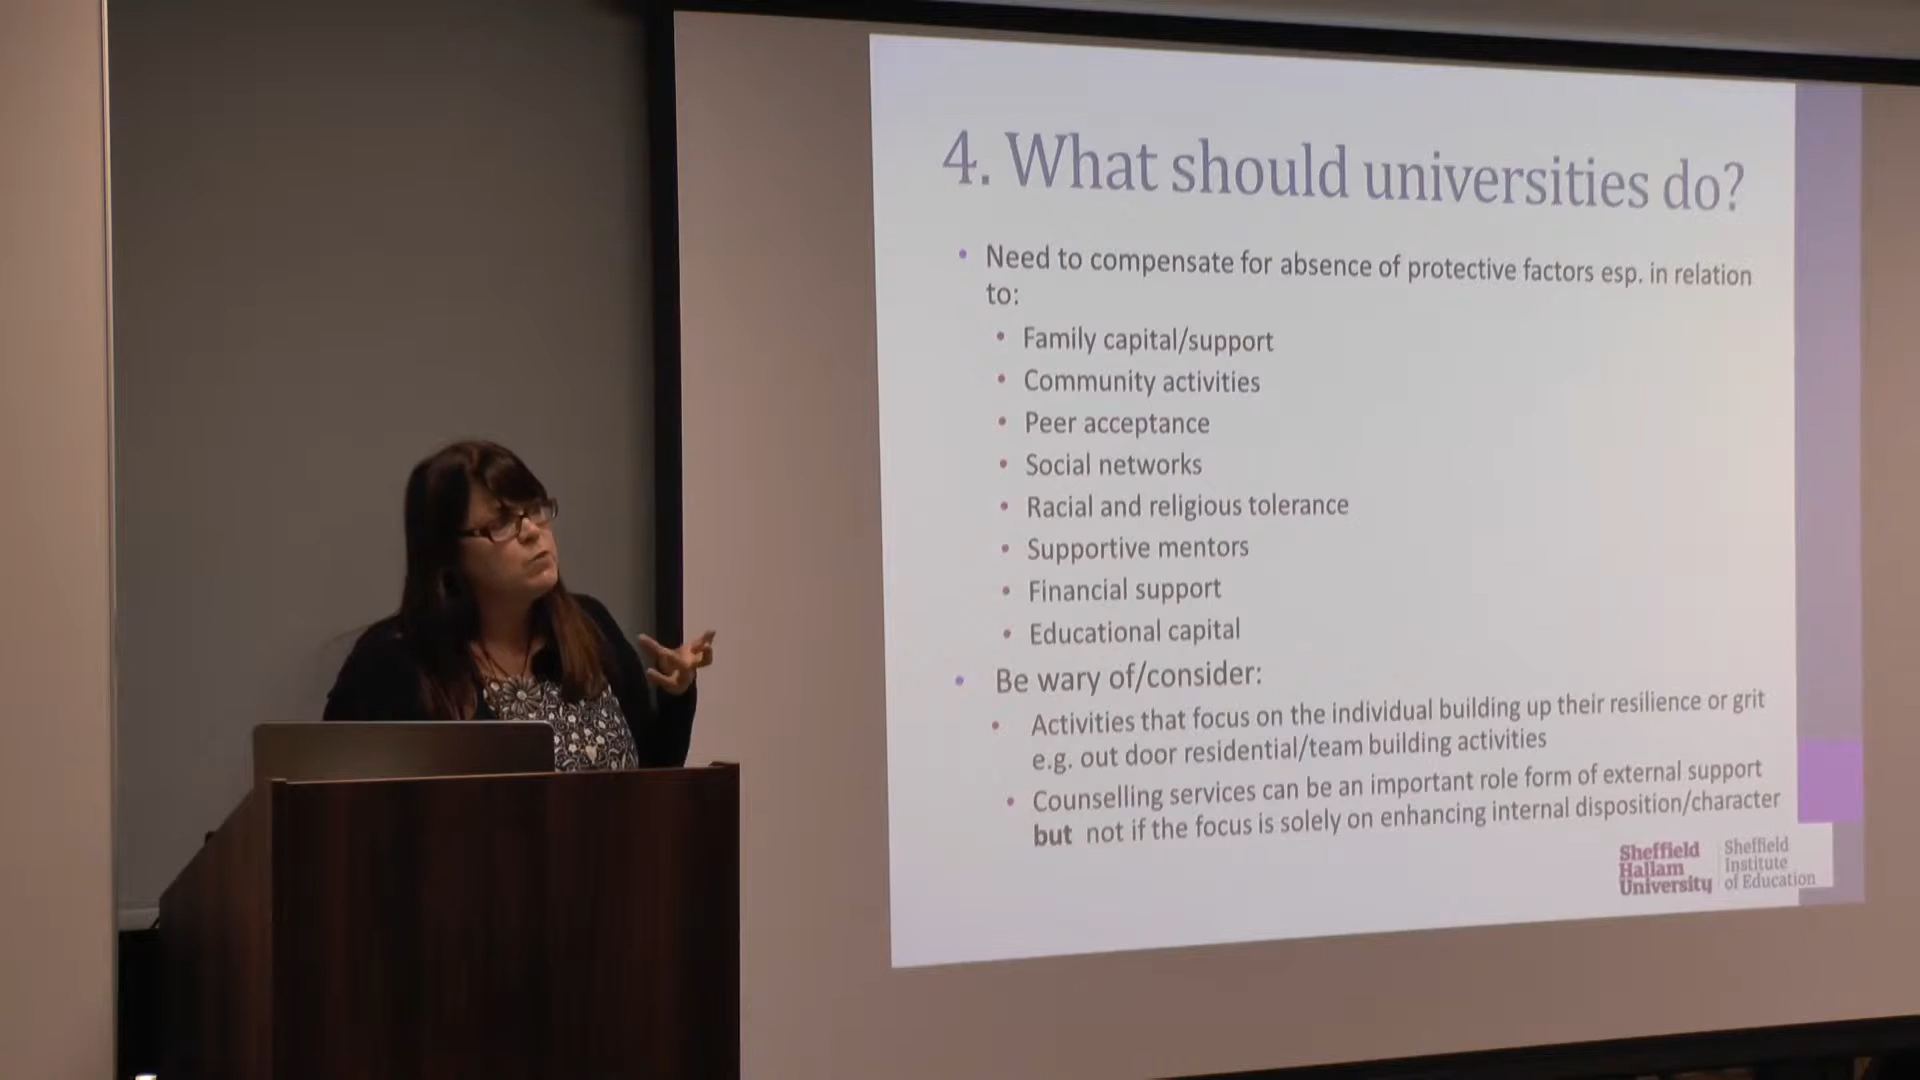 4. What should universities do?
• Need to compensate for absence of protective factors esp. in relation
to:
• Family capital/support
• Community activities
• Peer acceptance
• Social networks
• Racial and religious tolerance
• Supportive mentors
• Financial support
• Educational capital
• Be wary of/consider:
• Activities that focus on the individual building up their resilience or grit
e.g. out door residential/team building activities
• Counselling services can be an important role form of external support
but not if the focus is solely on enhancing internal disposition/character
Sheffield
Hallam
University
Sheffield
Institute
of Education